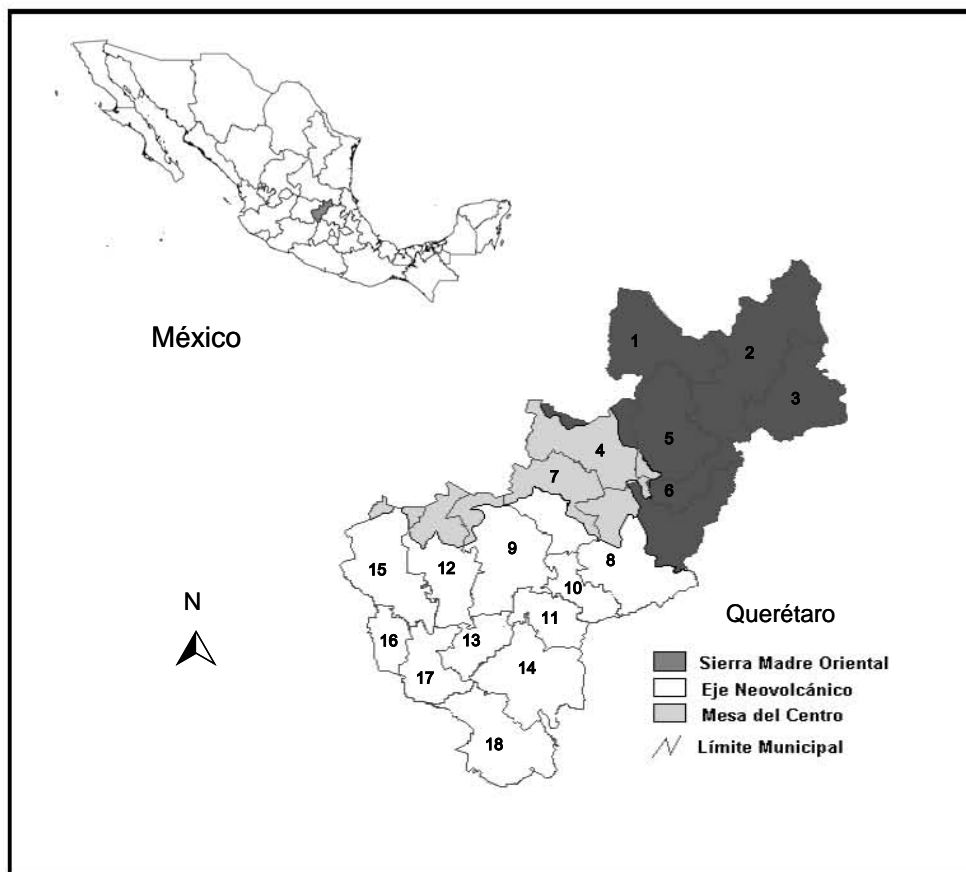 México
1
2
3
4
5
7
6
9
8
12
15
10
11
N
Querétaro
16
13
14
17
Sierra Madre Oriental
Eje Neovolcánico
Mesa del Centro
18
Límite Municipal